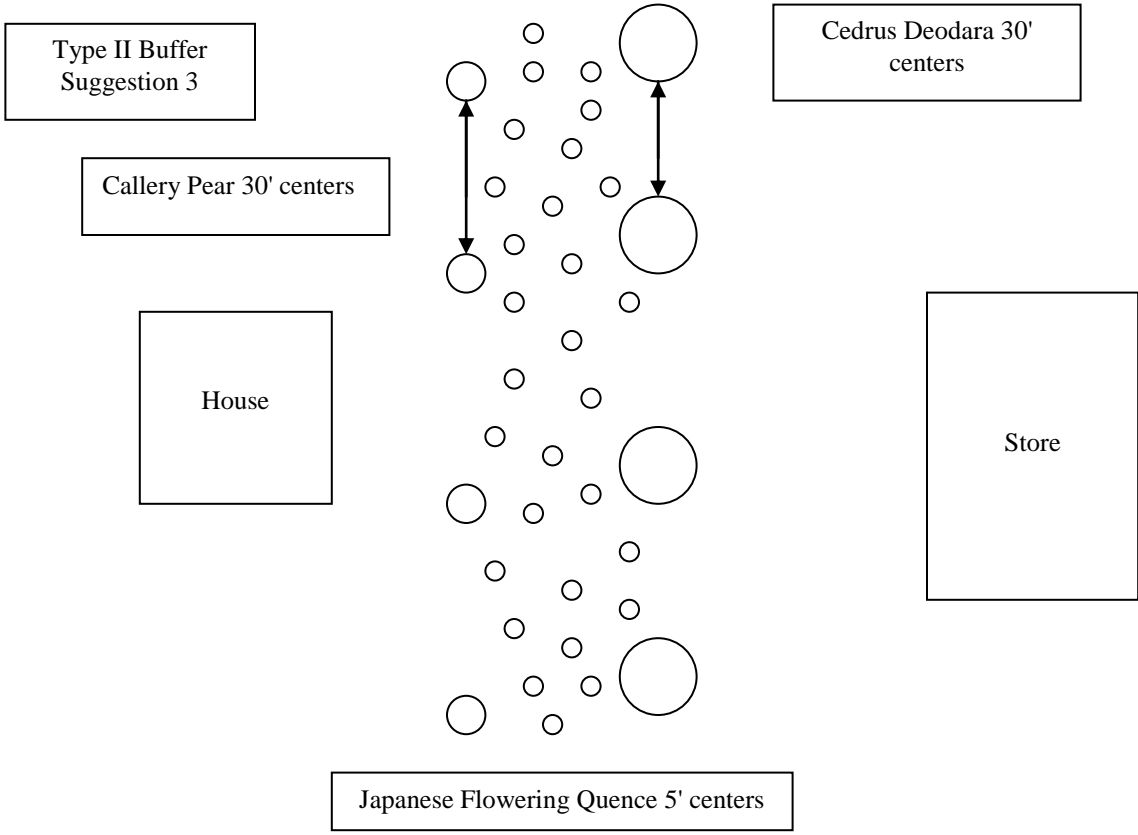 Type II Buffer
Suggestion 3
Cedrus Deodara 30'
centers
Callery Pear 30' centers
House
Store
Japanese Flowering Quence 5' centers